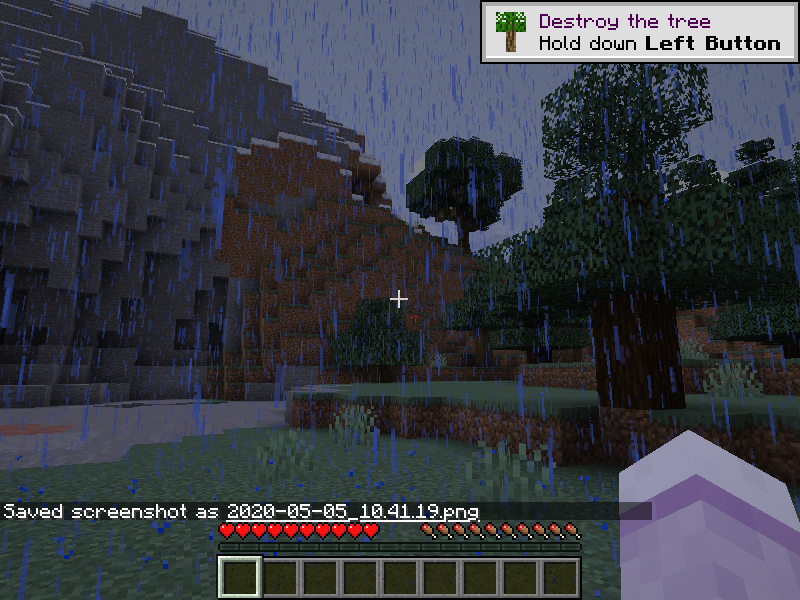 Destroy the tree
Hold down Left Button
Saved screenshot as 2020-05-05_10.41.19.png